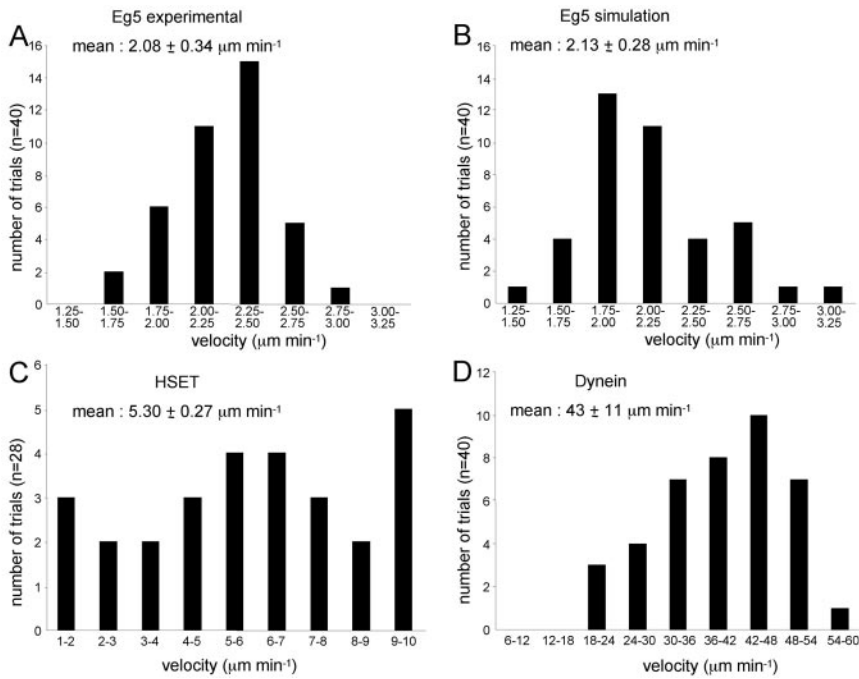 A
Eg5 experimental
mean : 2.08 ± 0.34 μm min-1
number of trials (n=40)
16
14
12
10
8
6
4
2
0
1.25-
1.50
1.50-
1.75
1.75-
2.00
2.00-
2.25
2.25-
2.50
2.50-
2.75
2.75-
3.00
3.00-
3.25
velocity (μm min-1)
B
Eg5 simulation
mean : 2.13 ± 0.28 μm min-1
number of trials (n=40)
16
14
12
10
8
6
4
2
0
1.25-
1.50
1.50-
1.75
1.75-
2.00
2.00-
2.25
2.25-
2.50
2.50-
2.75
2.75-
3.00
3.00-
3.25
velocity (μm min-1)
C
HSET
mean : 5.30 ± 0.27 μm min-1
number of trials (n=28)
6
5
4
3
2
1
0
1-2 2-3 3-4 4-5 5-6 6-7 7-8 8-9 9-10
velocity (μm min-1)
D
Dynein
mean : 43 ± 11 μm min-1
number of trials (n=40)
12
10
8
6
4
2
0
6-12 12-18 18-24 24-30 30-36 36-42 42-48 48-54 54-60
velocity (μm min-1)